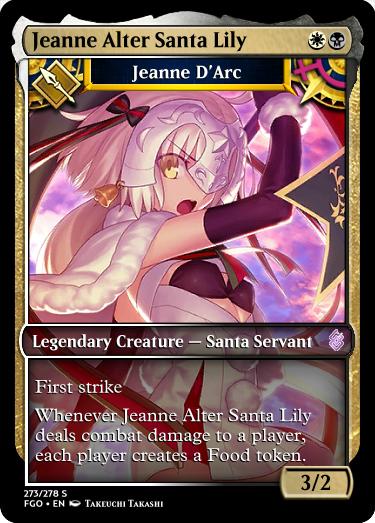 Jeanne Alter Santa Lily
Jeanne D'Arc
Legendary Creature — Santa Servant
First strike
Whenever Jeanne Alter Santa Lily
deals combat damage to a player,
each player creates a Food token.
3/2
273/278 S
FGO • EN Takeuchi Takashi